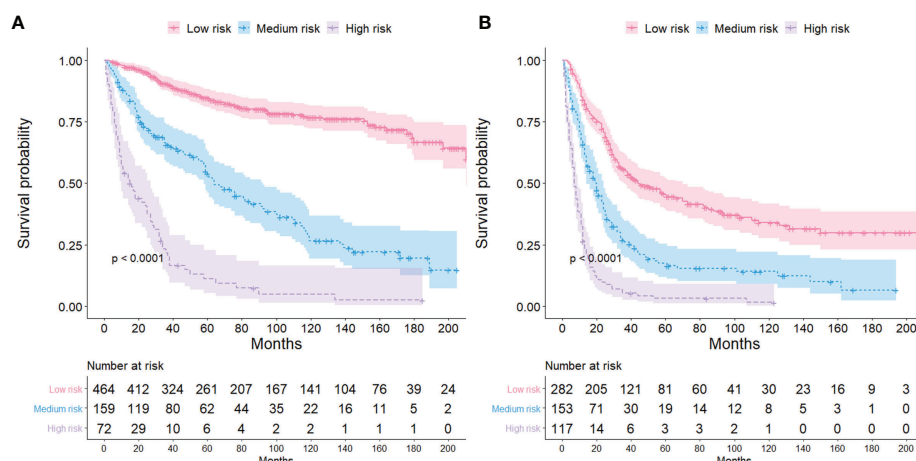 A
Low risk Medium risk High risk
Survival probability
1.00
0.75
0.50
0.25
0.00
p < 0.0001
0 20 40 60 80 100 120 140 160 180 200
Months
Number at risk
Low risk 464 412 324 261 207 167 141 104 76 39 24
Medium risk 159 119 80 62 44 35 22 16 11 5 2
High risk 72 29 10 6 4 2 2 1 1 1 0
0 20 40 60 80 100 120 140 160 180 200
Months
B
Low risk Medium risk High risk
Survival probability
1.00
0.75
0.50
0.25
0.00
p < 0.0001
0 20 40 60 80 100 120 140 160 180 200
Months
Number at risk
Low risk 282 205 121 81 60 41 30 23 16 9 3
Medium risk 153 71 30 19 14 12 8 5 3 1 0
High risk 117 14 6 3 3 2 1 0 0 0 0
0 20 40 60 80 100 120 140 160 180 200
Months